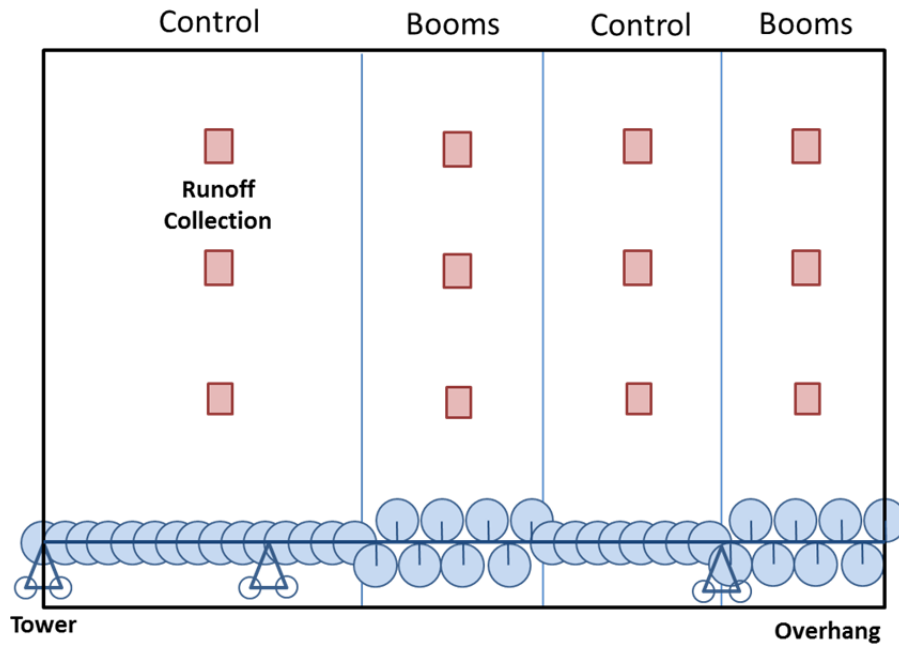 Control
Booms
Control
Booms
Runoff
Collection
Tower
Overhang